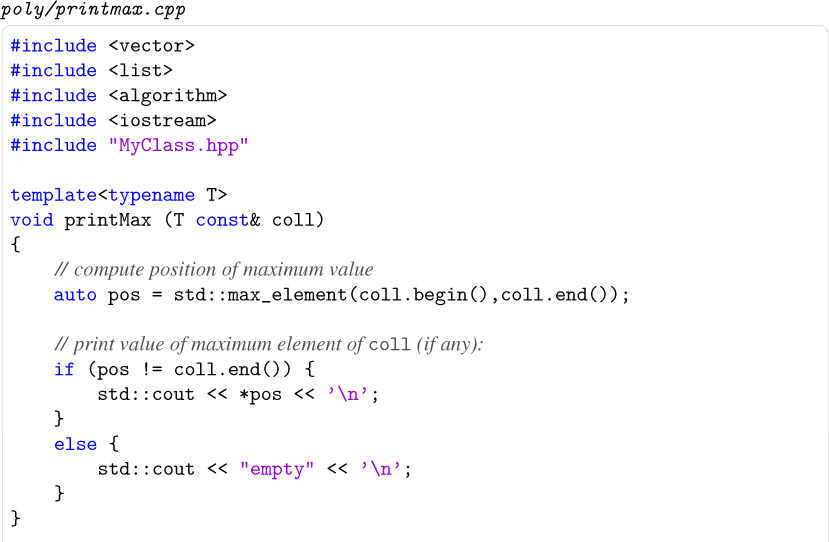 poly/printmax.cpp
#include <vector>
#include <list>
#include <algorithm>
#include <iostream>
#include "MyClass.hpp"
template<typename T>
void printMax (T const& coll)
{
// compute position of maximum value
auto pos = std::max_element(coll.begin(),coll.end());
// print value of maximum element of coll (if any):
if (pos != coll.end()) {
std::cout << *pos << ’\n’;
}
else {
std::cout << "empty" << ’\n’;
}
}